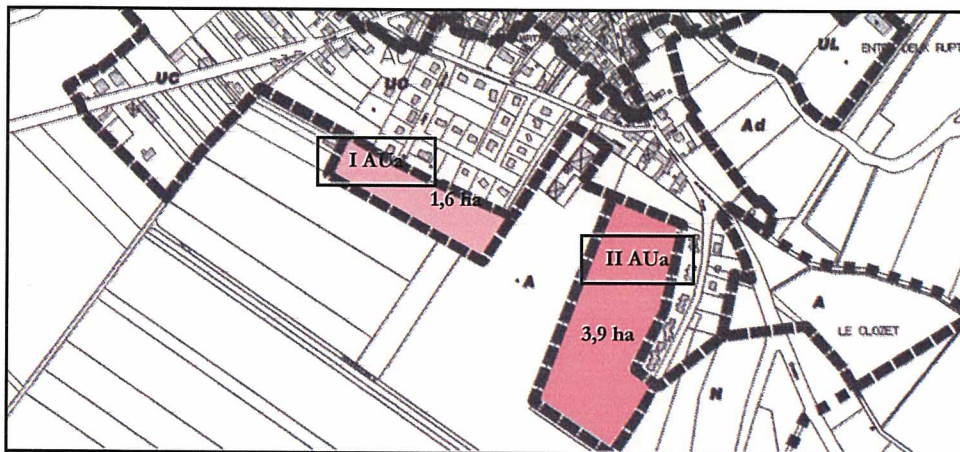 UL
ENTRE DEUX RUPT
UC
UC
Ad
I AUa
1,6 ha
II AUa
A
A
LE CLOZET
3,9 ha
N